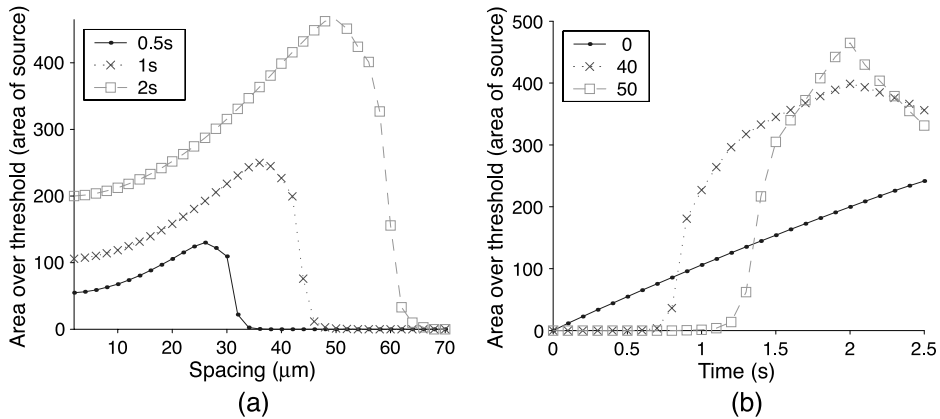 0.5s
1s
2s
Area over threshold (area of source)
400
300
200
100
0
10 20 30 40 50 60 70
Spacing (μm)
(a)
0
40
50
Area over threshold (area of source)
500
400
300
200
100
0
0 0.5 1 1.5 2 2.5
Time (s)
(b)